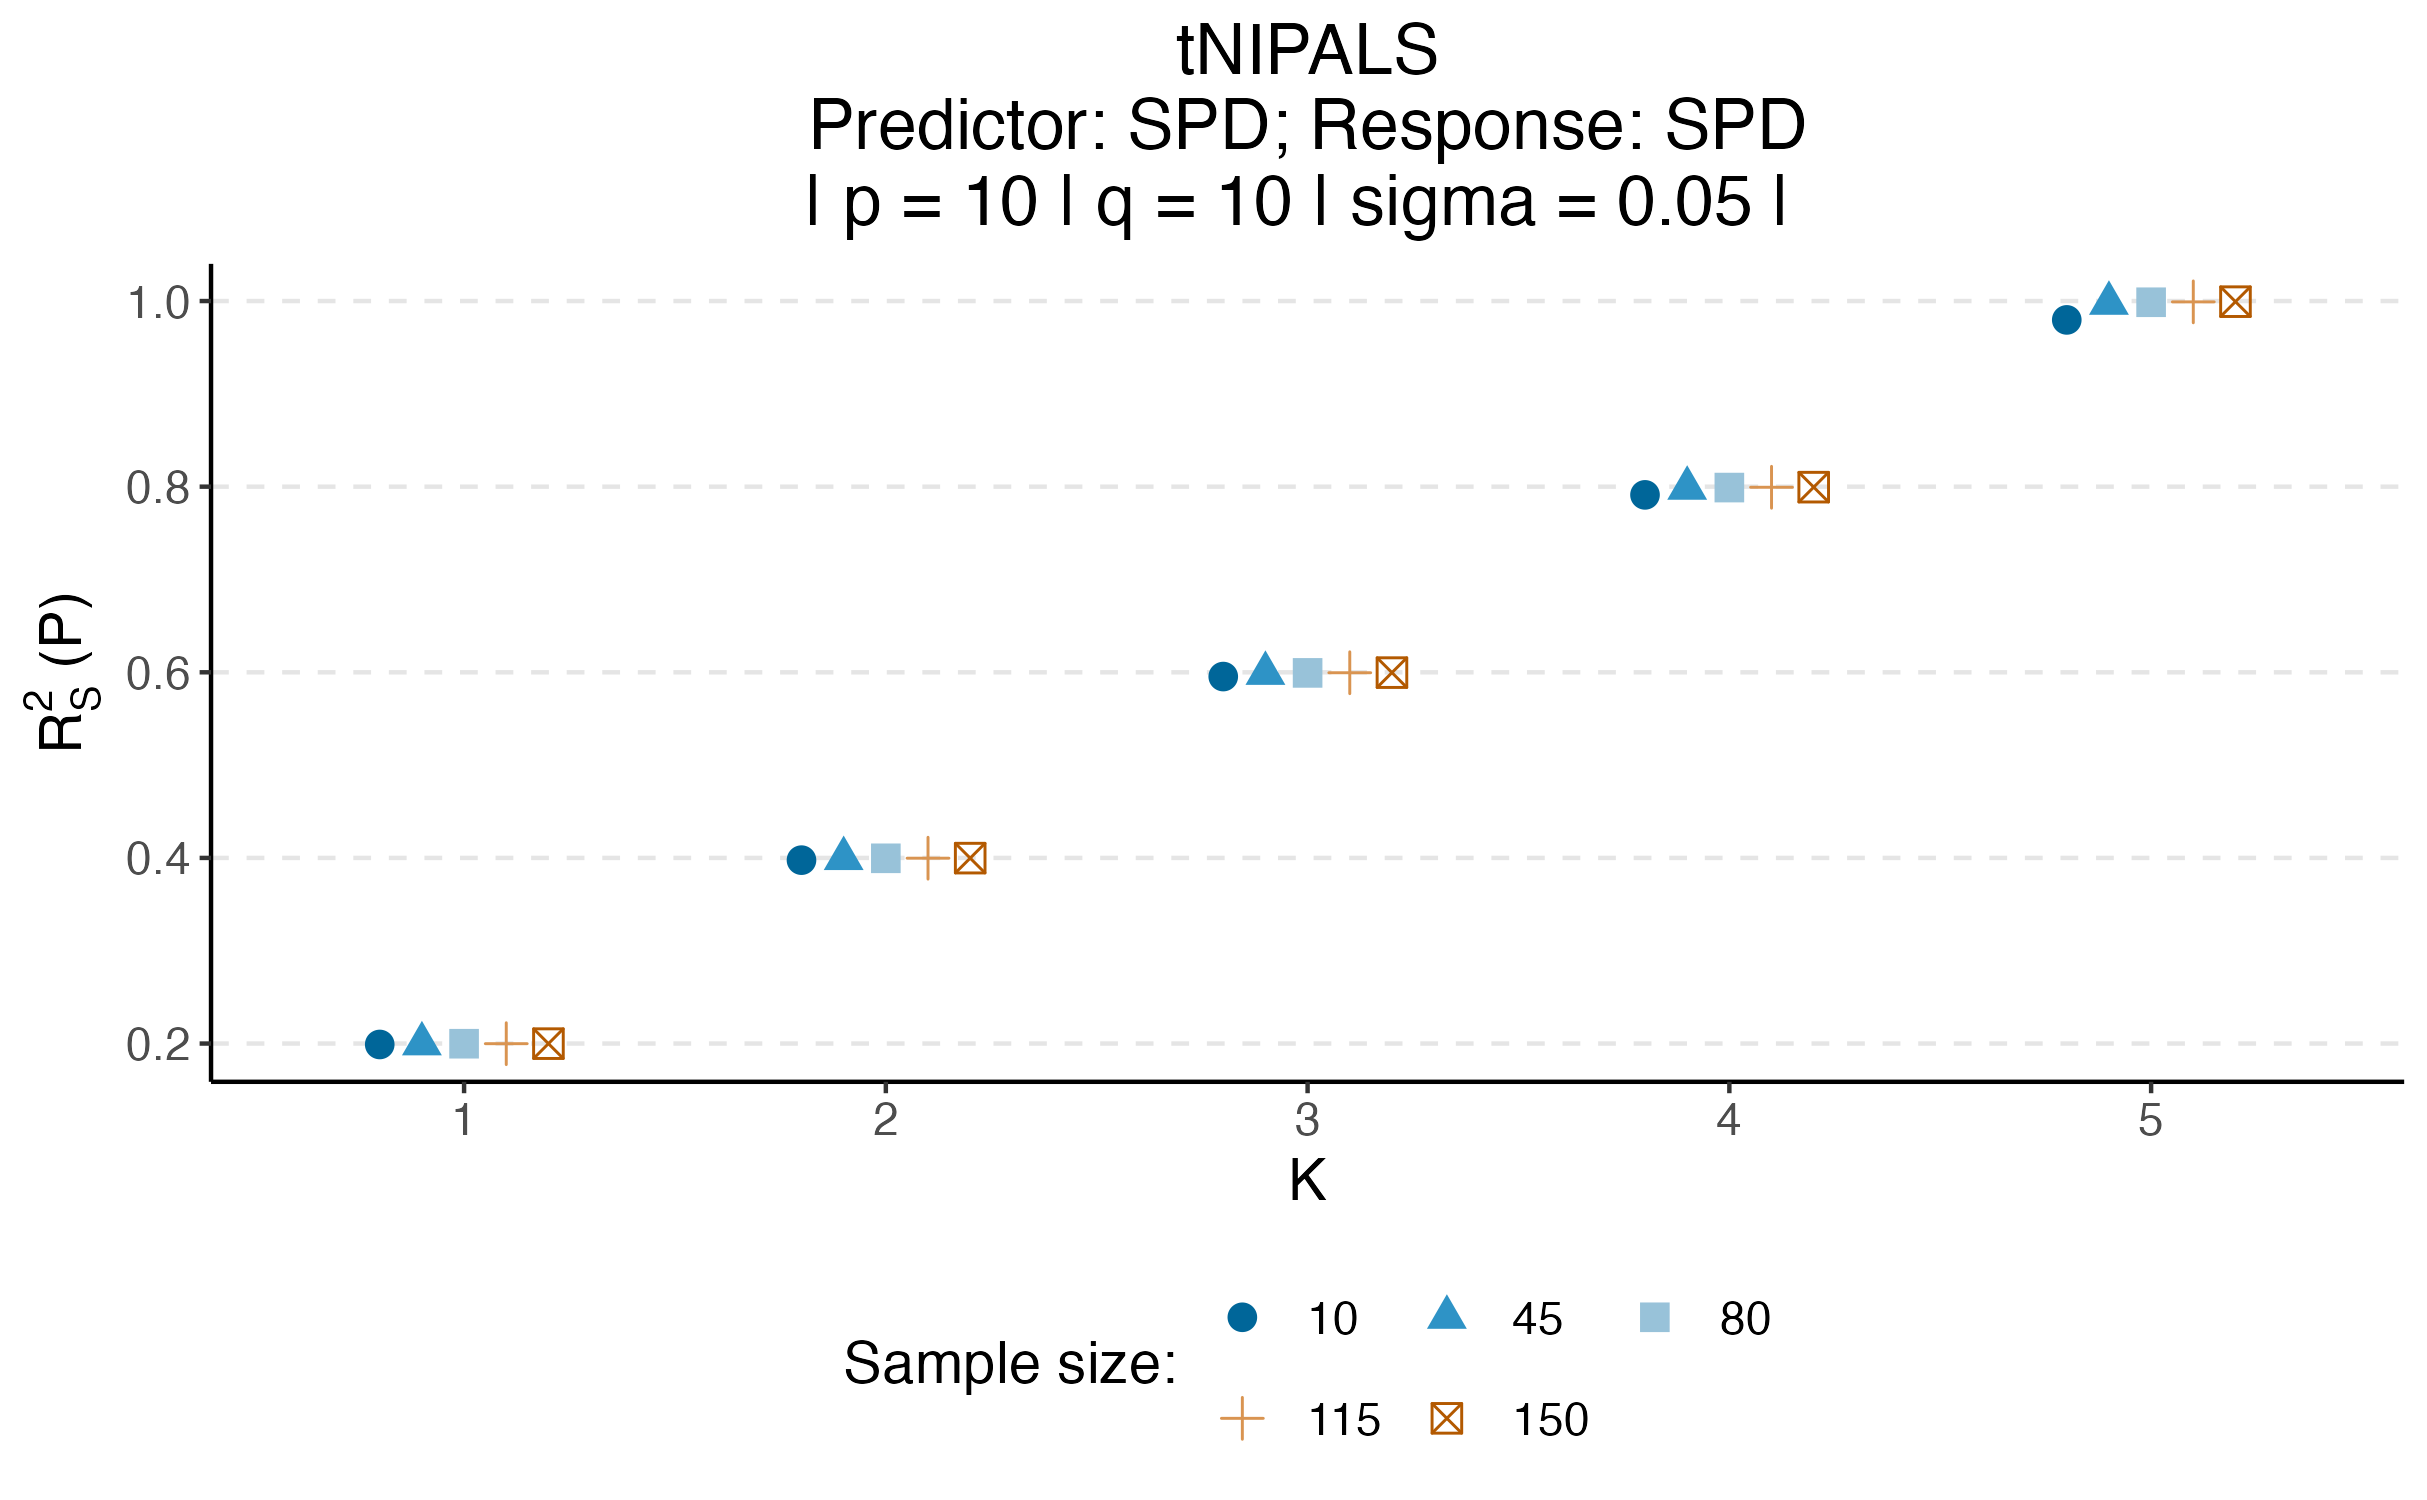 tNIPALS
Predictor: SPD; Response: SPD
| p = 10 | q = 10 | sigma = 0.05 |
1.0
0.8
0.6
0.4
0.2
R²_S (P)
1 2 3 4 5
K
Sample size:
10 45 80
115 150